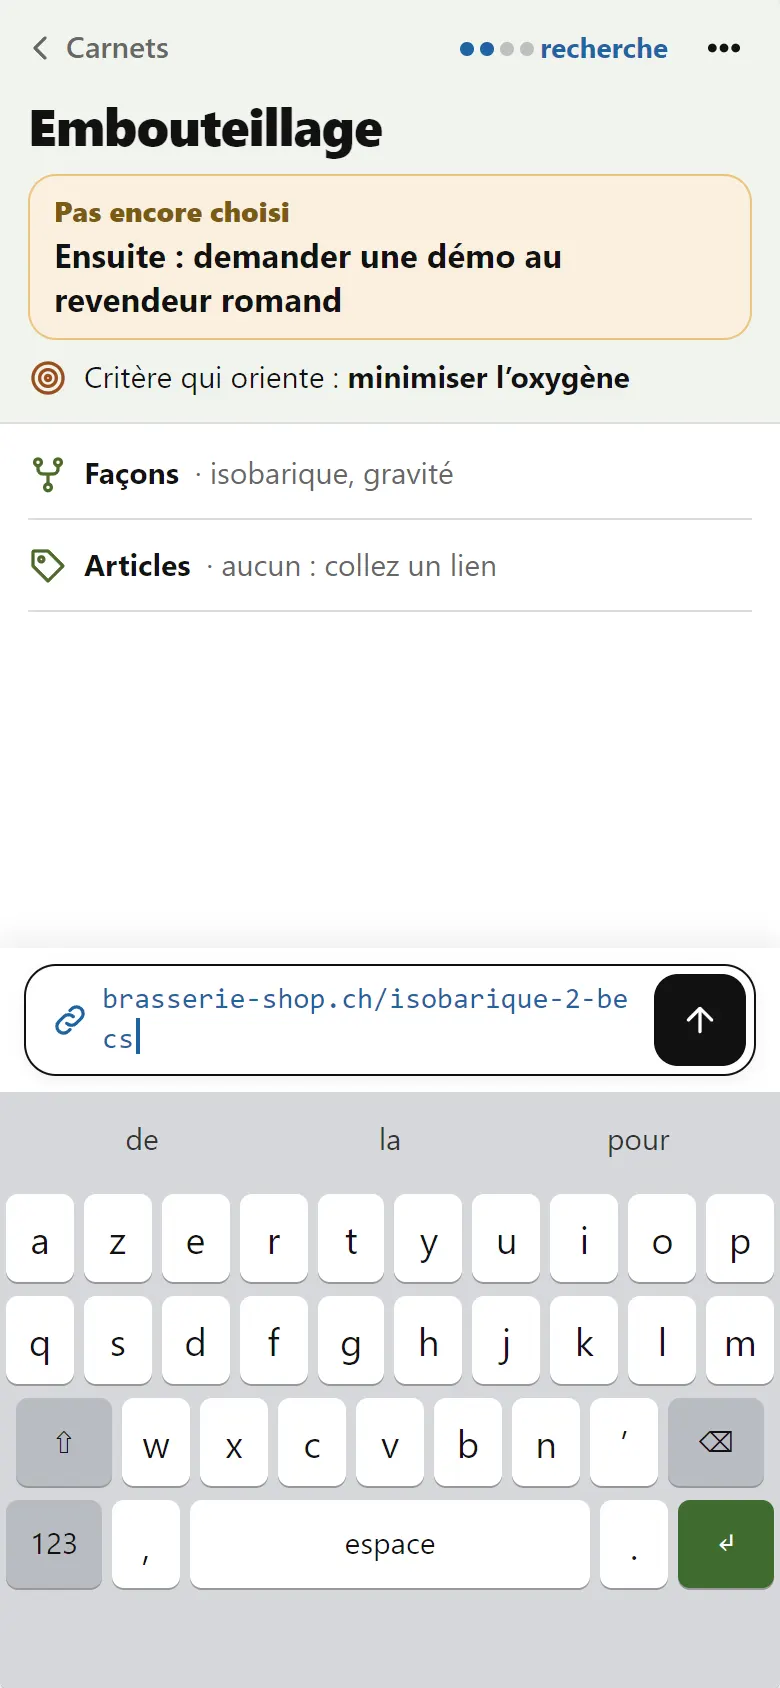 Carnets
recherche
Embouteillage
Pas encore choisi
Ensuite : demander une démo au
revendeur romand
Critère qui oriente : minimiser l’oxygène
Façons · isobarique, gravité
Articles · aucun : collez un lien
brasserie-shop.ch/isobarique-2-be
cs
de la pour
a z e r t y u i o p
q s d f g h j k l m
⇧ w x c v b n ’ ⌫
123 , espace . ↵